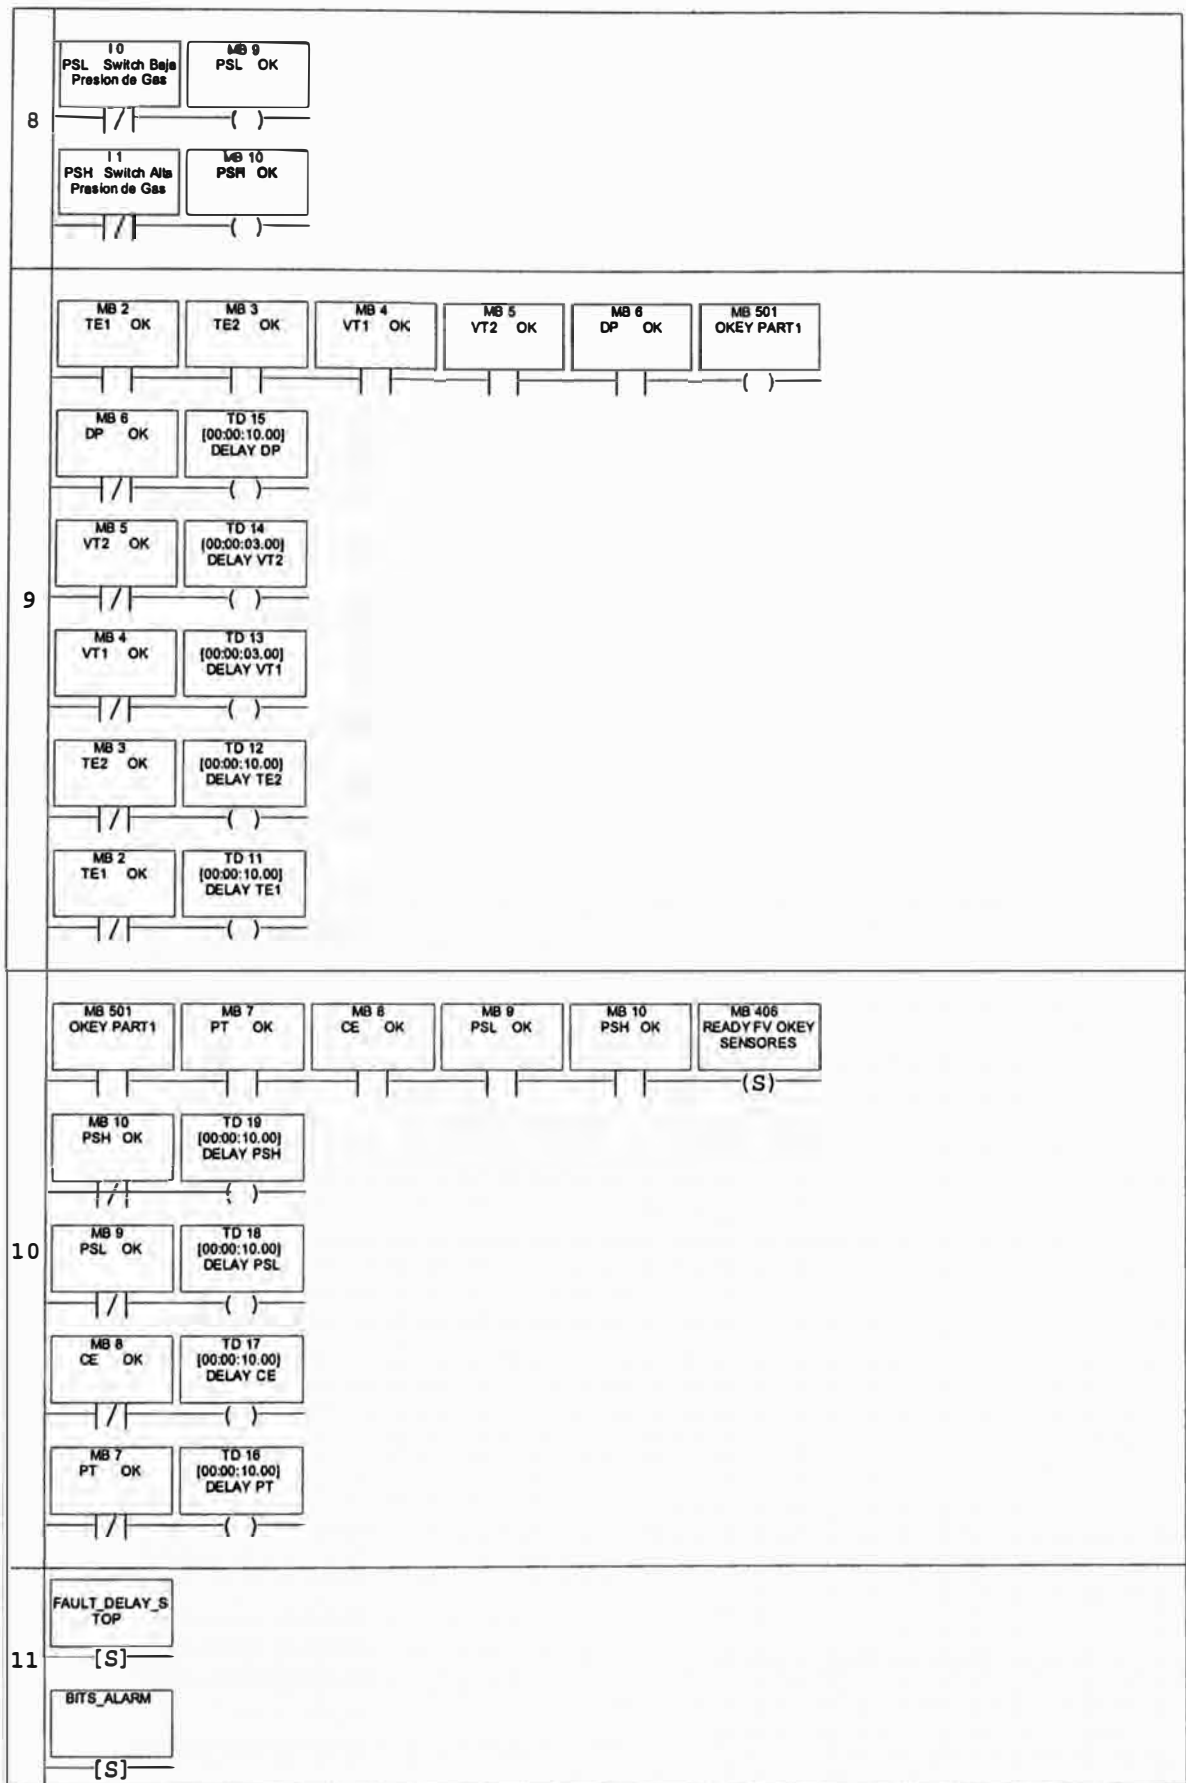 8
I 0
PSL Switch Baja
Presion de Gas
MB 9
PSL OK
I 1
PSH Switch Alta
Presion de Gas
MB 10
PSH OK
9
MB 2
TE1 OK
MB 3
TE2 OK
MB 4
VT1 OK
MB 5
VT2 OK
MB 6
DP OK
MB 501
OKEY PART1
MB 6
DP OK
TD 15
[00:00:10.00]
DELAY DP
MB 5
VT2 OK
TD 14
[00:00:03.00]
DELAY VT2
MB 4
VT1 OK
TD 13
[00:00:03.00]
DELAY VT1
MB 3
TE2 OK
TD 12
[00:00:10.00]
DELAY TE2
MB 2
TE1 OK
TD 11
[00:00:10.00]
DELAY TE1
10
MB 501
OKEY PART1
MB 7
PT OK
MB 8
CE OK
MB 9
PSL OK
MB 10
PSH OK
MB 406
READY FV OKEY
SENSORES
(S)
MB 10
PSH OK
TD 19
[00:00:10.00]
DELAY PSH
MB 9
PSL OK
TD 18
[00:00:10.00]
DELAY PSL
MB 8
CE OK
TD 17
[00:00:10.00]
DELAY CE
MB 7
PT OK
TD 16
[00:00:10.00]
DELAY PT
11
FAULT_DELAY_S
TOP
[S]
BITS_ALARM
[S]